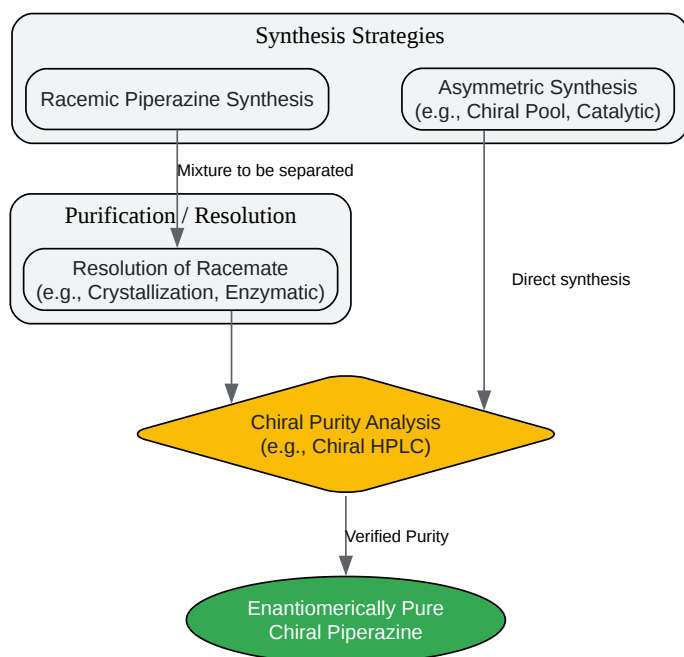 Synthesis Strategies
Racemic Piperazine Synthesis
Asymmetric Synthesis
(e.g., Chiral Pool, Catalytic)
Mixture to be separated
Purification / Resolution
Resolution of Racemate
(e.g., Crystallization, Enzymatic)
Direct synthesis
Chiral Purity Analysis
(e.g., Chiral HPLC)
Verified Purity
Enantiomerically Pure
Chiral Piperazine